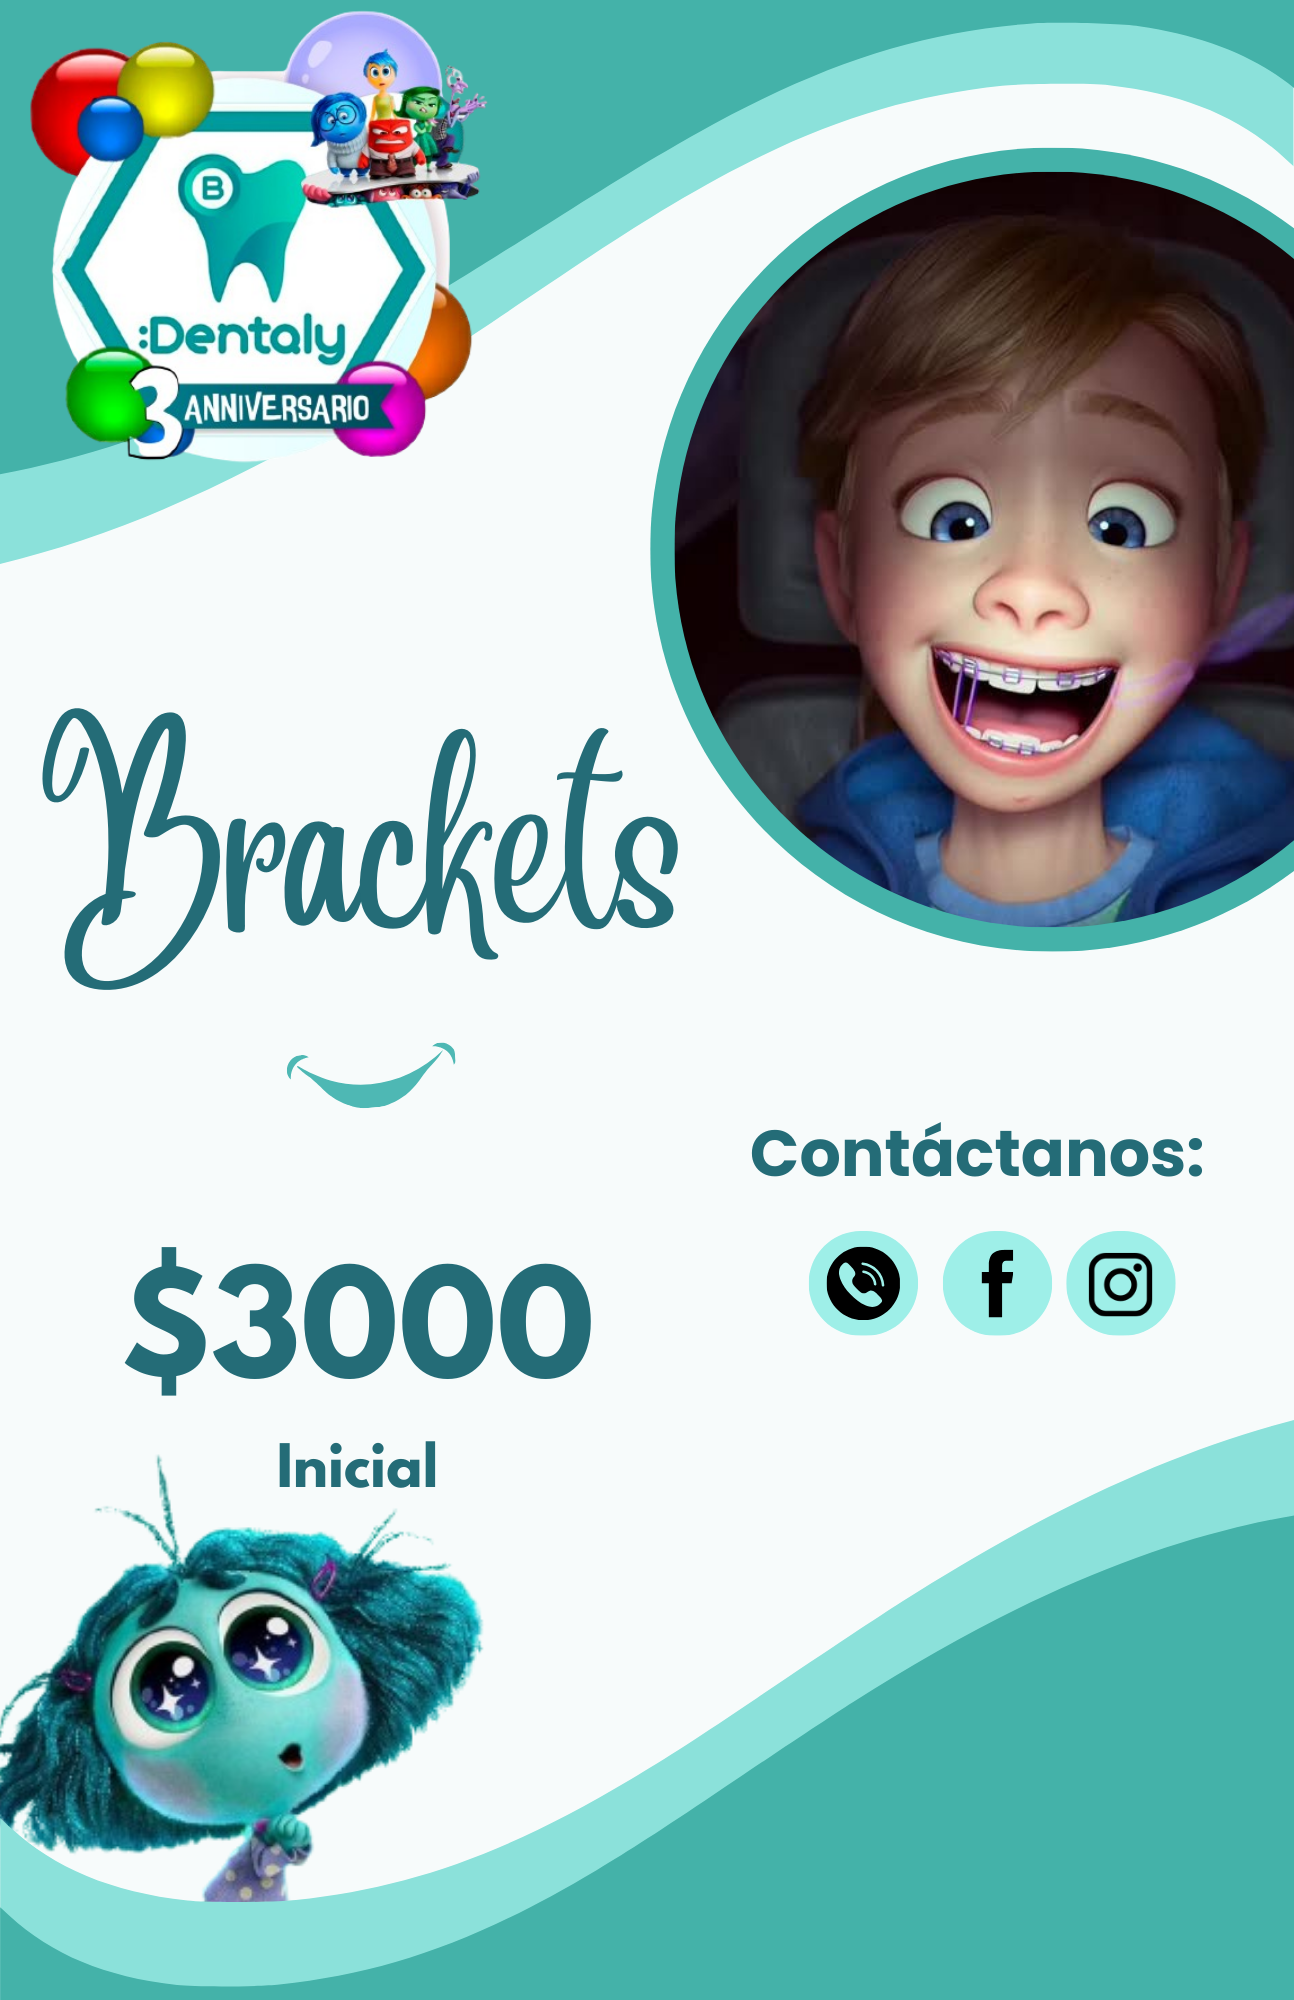 B
:Dentaly
3 ANNIVERSARIO
Brackets
Contáctanos:
$3000
Inicial